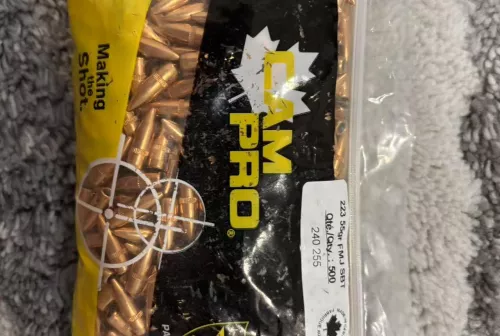 Making
the
Shot.
CAM
PRO®
223 55gr FMJ SBT
Qté./Qty. : 500
240 255